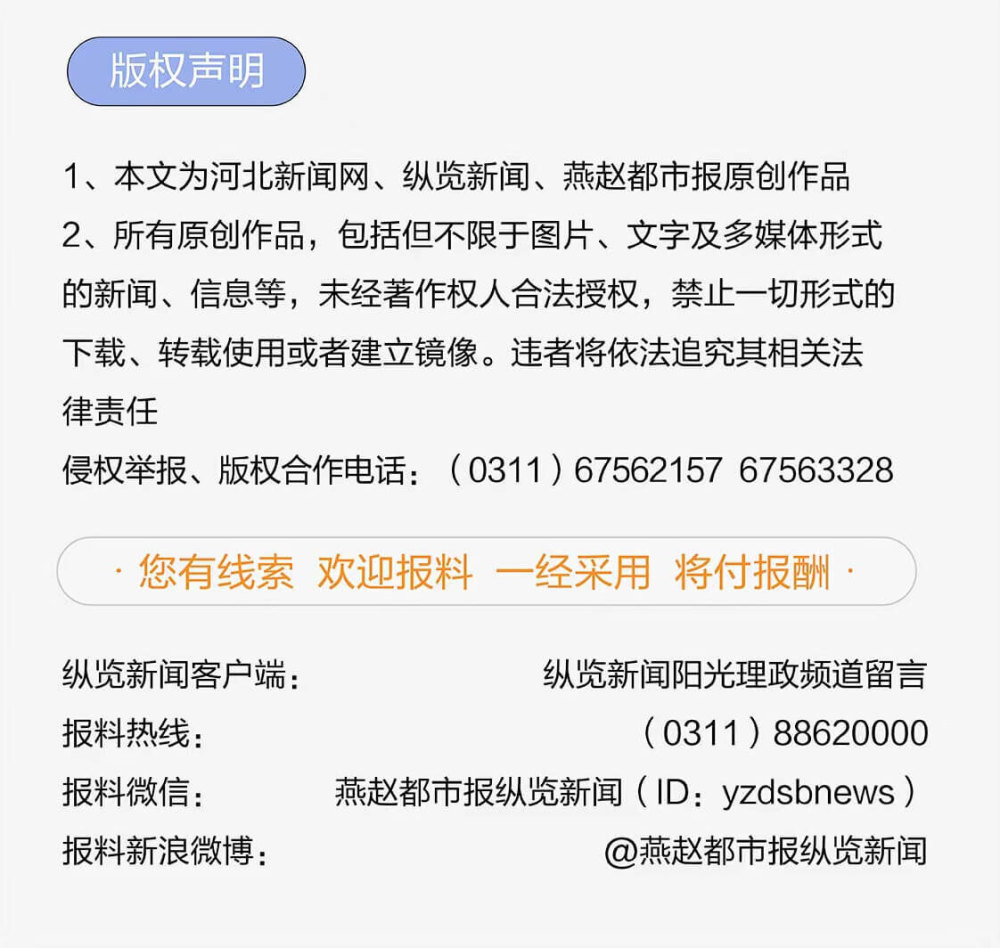 版权声明
1、本文为河北新闻网、纵览新闻、燕赵都市报原创作品
2、所有原创作品，包括但不限于图片、文字及多媒体形式
的新闻、信息等，未经著作权人合法授权，禁止一切形式的
下载、转载使用或者建立镜像。违者将依法追究其相关法
律责任
侵权举报、版权合作电话：（0311）67562157 67563328
· 您有线索 欢迎报料 一经采用 将付报酬 ·
纵览新闻客户端： 纵览新闻阳光理政频道留言
报料热线： （0311）88620000
报料微信： 燕赵都市报纵览新闻（ID：yzdsbnews）
报料新浪微博： @燕赵都市报纵览新闻